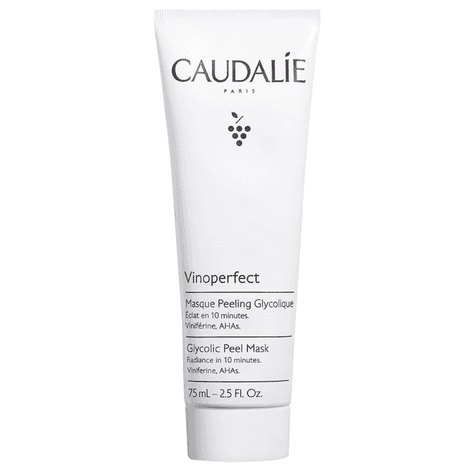 CAUDALÍE
PARIS
Vinoperfect
Masque Peeling Glycolique
Éclat en 10 minutes.
Viniférine, AHAs.
Glycolic Peel Mask
Radiance in 10 minutes.
Viniferine, AHAs.
75 mL – 2.5 Fl. Oz.